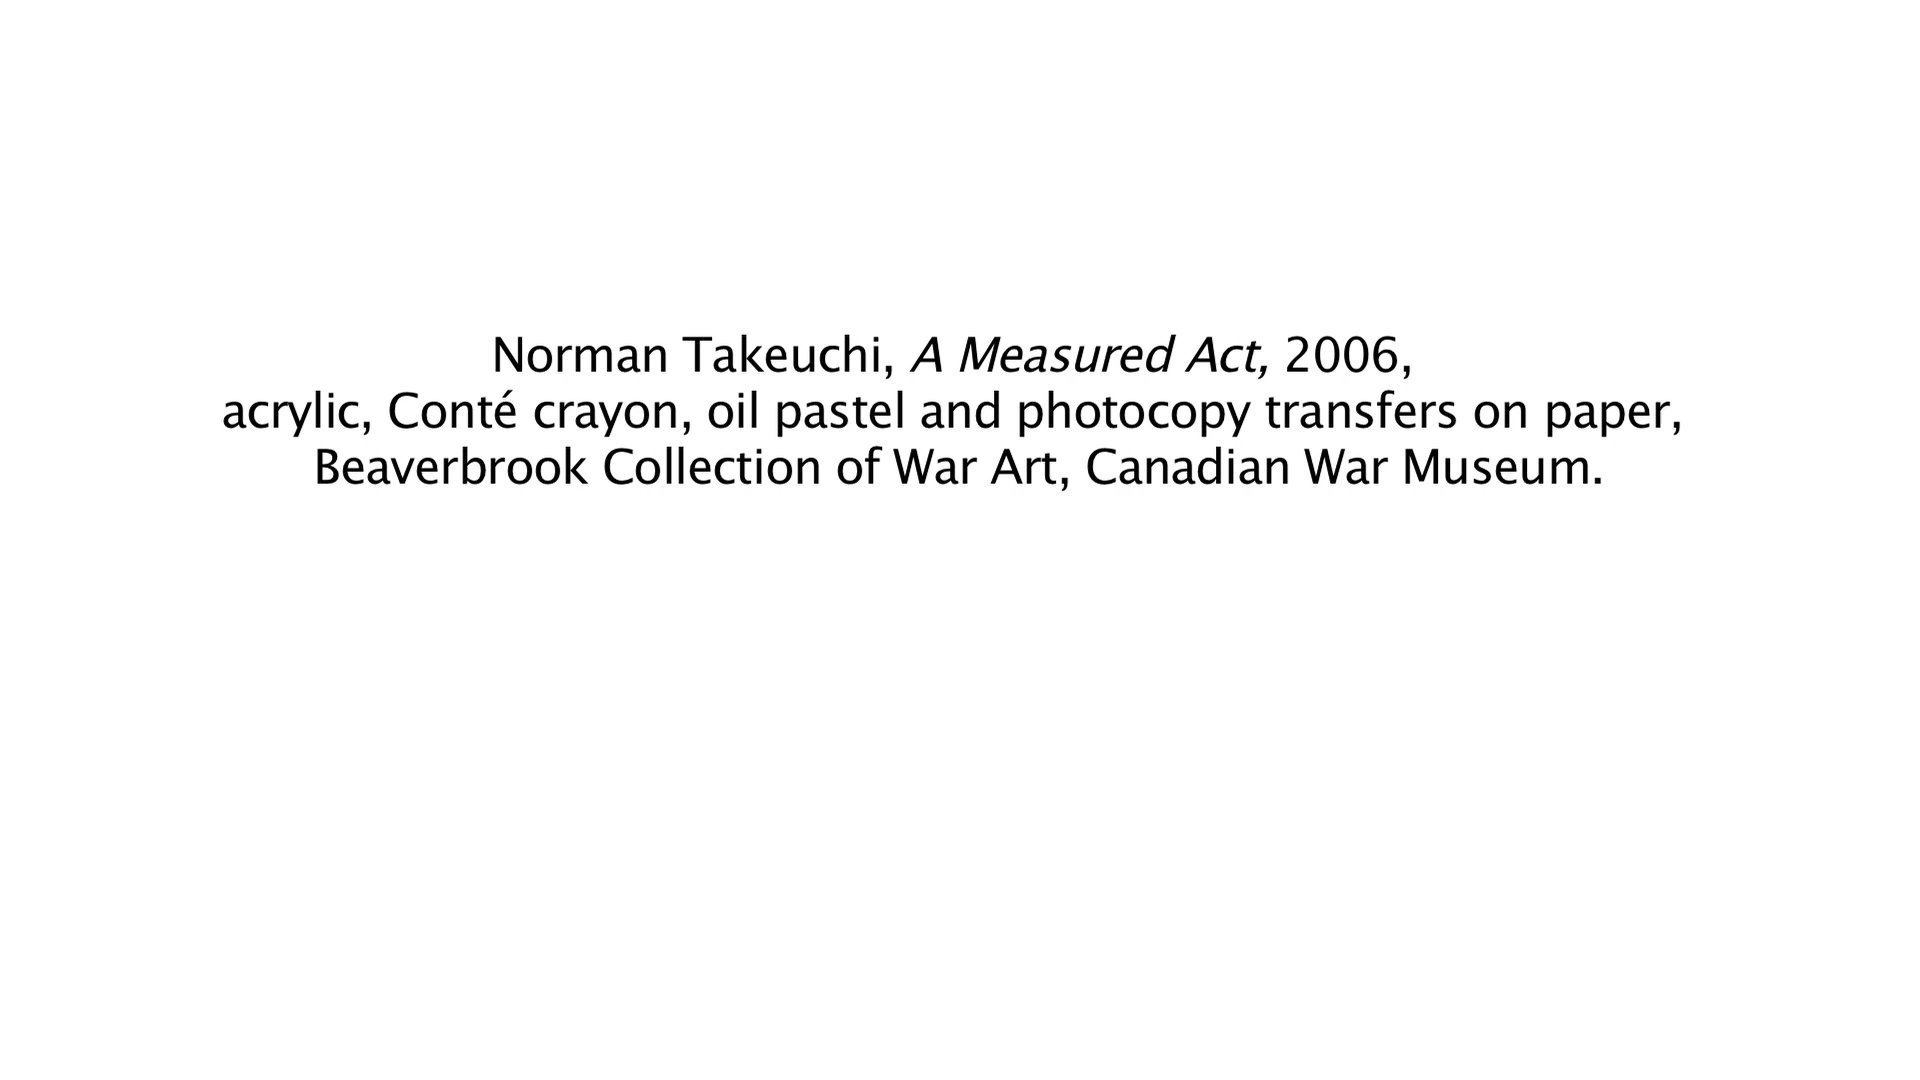 Norman Takeuchi, A Measured Act, 2006,
acrylic, Conté crayon, oil pastel and photocopy transfers on paper,
Beaverbrook Collection of War Art, Canadian War Museum.